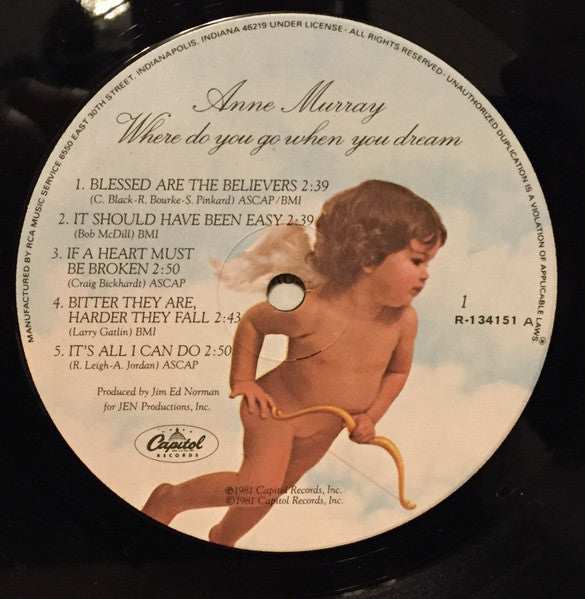 MANUFACTURED BY RCA MUSIC SERVICE 6550 EAST 30TH STREET, INDIANAPOLIS, INDIANA 46219 UNDER LICENSE · ALL RIGHTS RESERVED · UNAUTHORIZED DUPLICATION IS A VIOLATION OF APPLICABLE LAWS
Anne Murray
Where do you go when you dream
1. BLESSED ARE THE BELIEVERS 2:39
(C. Black-R. Bourke-S. Pinkard) ASCAP/BMI
2. IT SHOULD HAVE BEEN EASY 2:39
(Bob McDill) BMI
3. IF A HEART MUST
BE BROKEN 2:50
(Craig Bickhardt) ASCAP
4. BITTER THEY ARE,
HARDER THEY FALL 2:43
(Larry Gatlin) BMI
5. IT'S ALL I CAN DO 2:50
(R. Leigh-A. Jordan) ASCAP
1
R-134151 A
Produced by Jim Ed Norman
for JEN Productions, Inc.
Capitol
RECORDS
℗1981 Capitol Records, Inc.
©1981 Capitol Records, Inc.